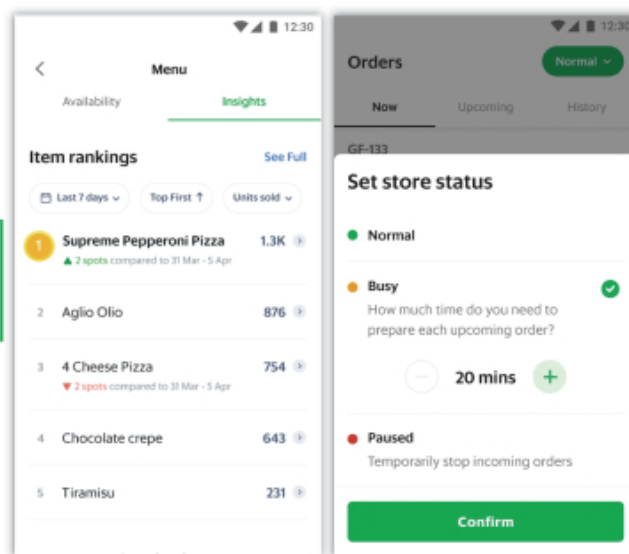 12:30
Menu
Availability Insights
Item rankings See Full
Last 7 days Top First ↑ Units sold
1 Supreme Pepperoni Pizza 1.3K
▲ 2 spots compared to 31 Mar - 5 Apr
2 Aglio Olio 876
3 4 Cheese Pizza 754
▼ 2 spots compared to 31 Mar - 5 Apr
4 Chocolate crepe 643
5 Tiramisu 231
12:30
Orders Normal
Now Upcoming History
GF-133
Set store status
Normal
Busy
How much time do you need to
prepare each upcoming order?
20 mins +
Paused
Temporarily stop incoming orders
Confirm